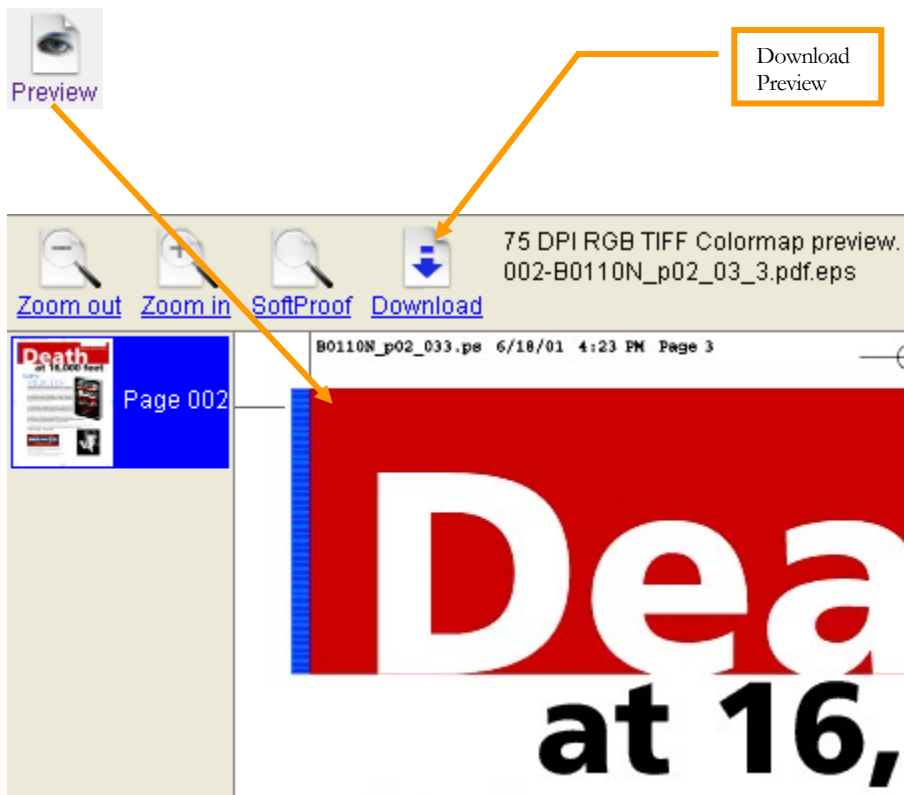 Preview
Download
Preview
Zoom out
Zoom in
SoftProof
Download
75 DPI RGB TIFF Colormap preview.
002-B0110N_p02_03_3.pdf.eps
B0110N_p02_033.ps 6/18/01 4:23 PM Page 3
Death
at 16,000 feet
Page 002
Dea
at 16,